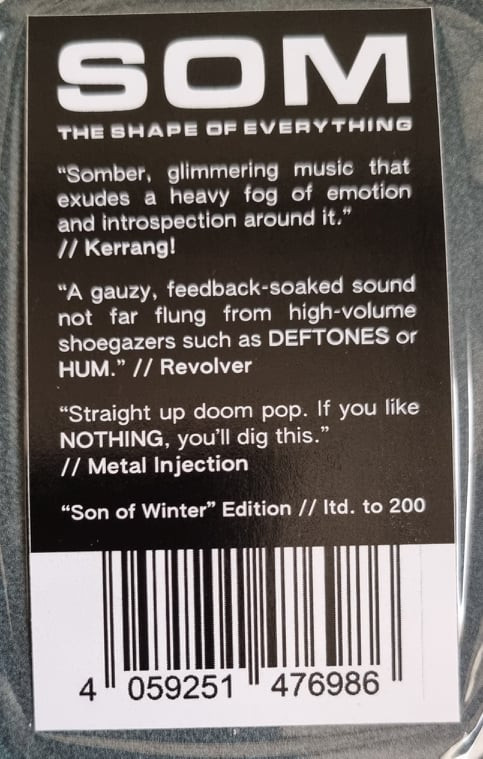 SOM
THE SHAPE OF EVERYTHING
“Somber, glimmering music that
exudes a heavy fog of emotion
and introspection around it.”
// Kerrang!
“A gauzy, feedback-soaked sound
not far flung from high-volume
shoegazers such as DEFTONES or
HUM.” // Revolver
“Straight up doom pop. If you like
NOTHING, you’ll dig this.”
// Metal Injection
“Son of Winter” Edition // ltd. to 200
4 059251 476986